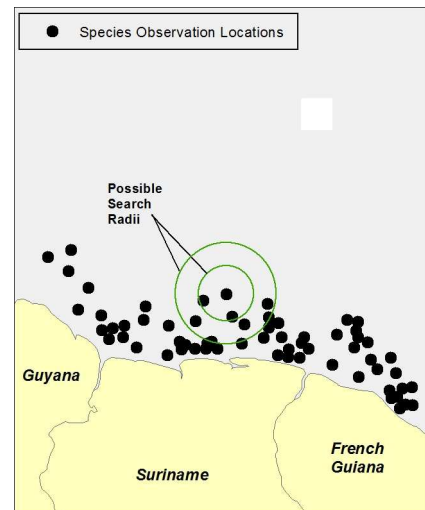 Species Observation Locations
Possible
Search
Radii
Guyana
Suriname
French
Guiana